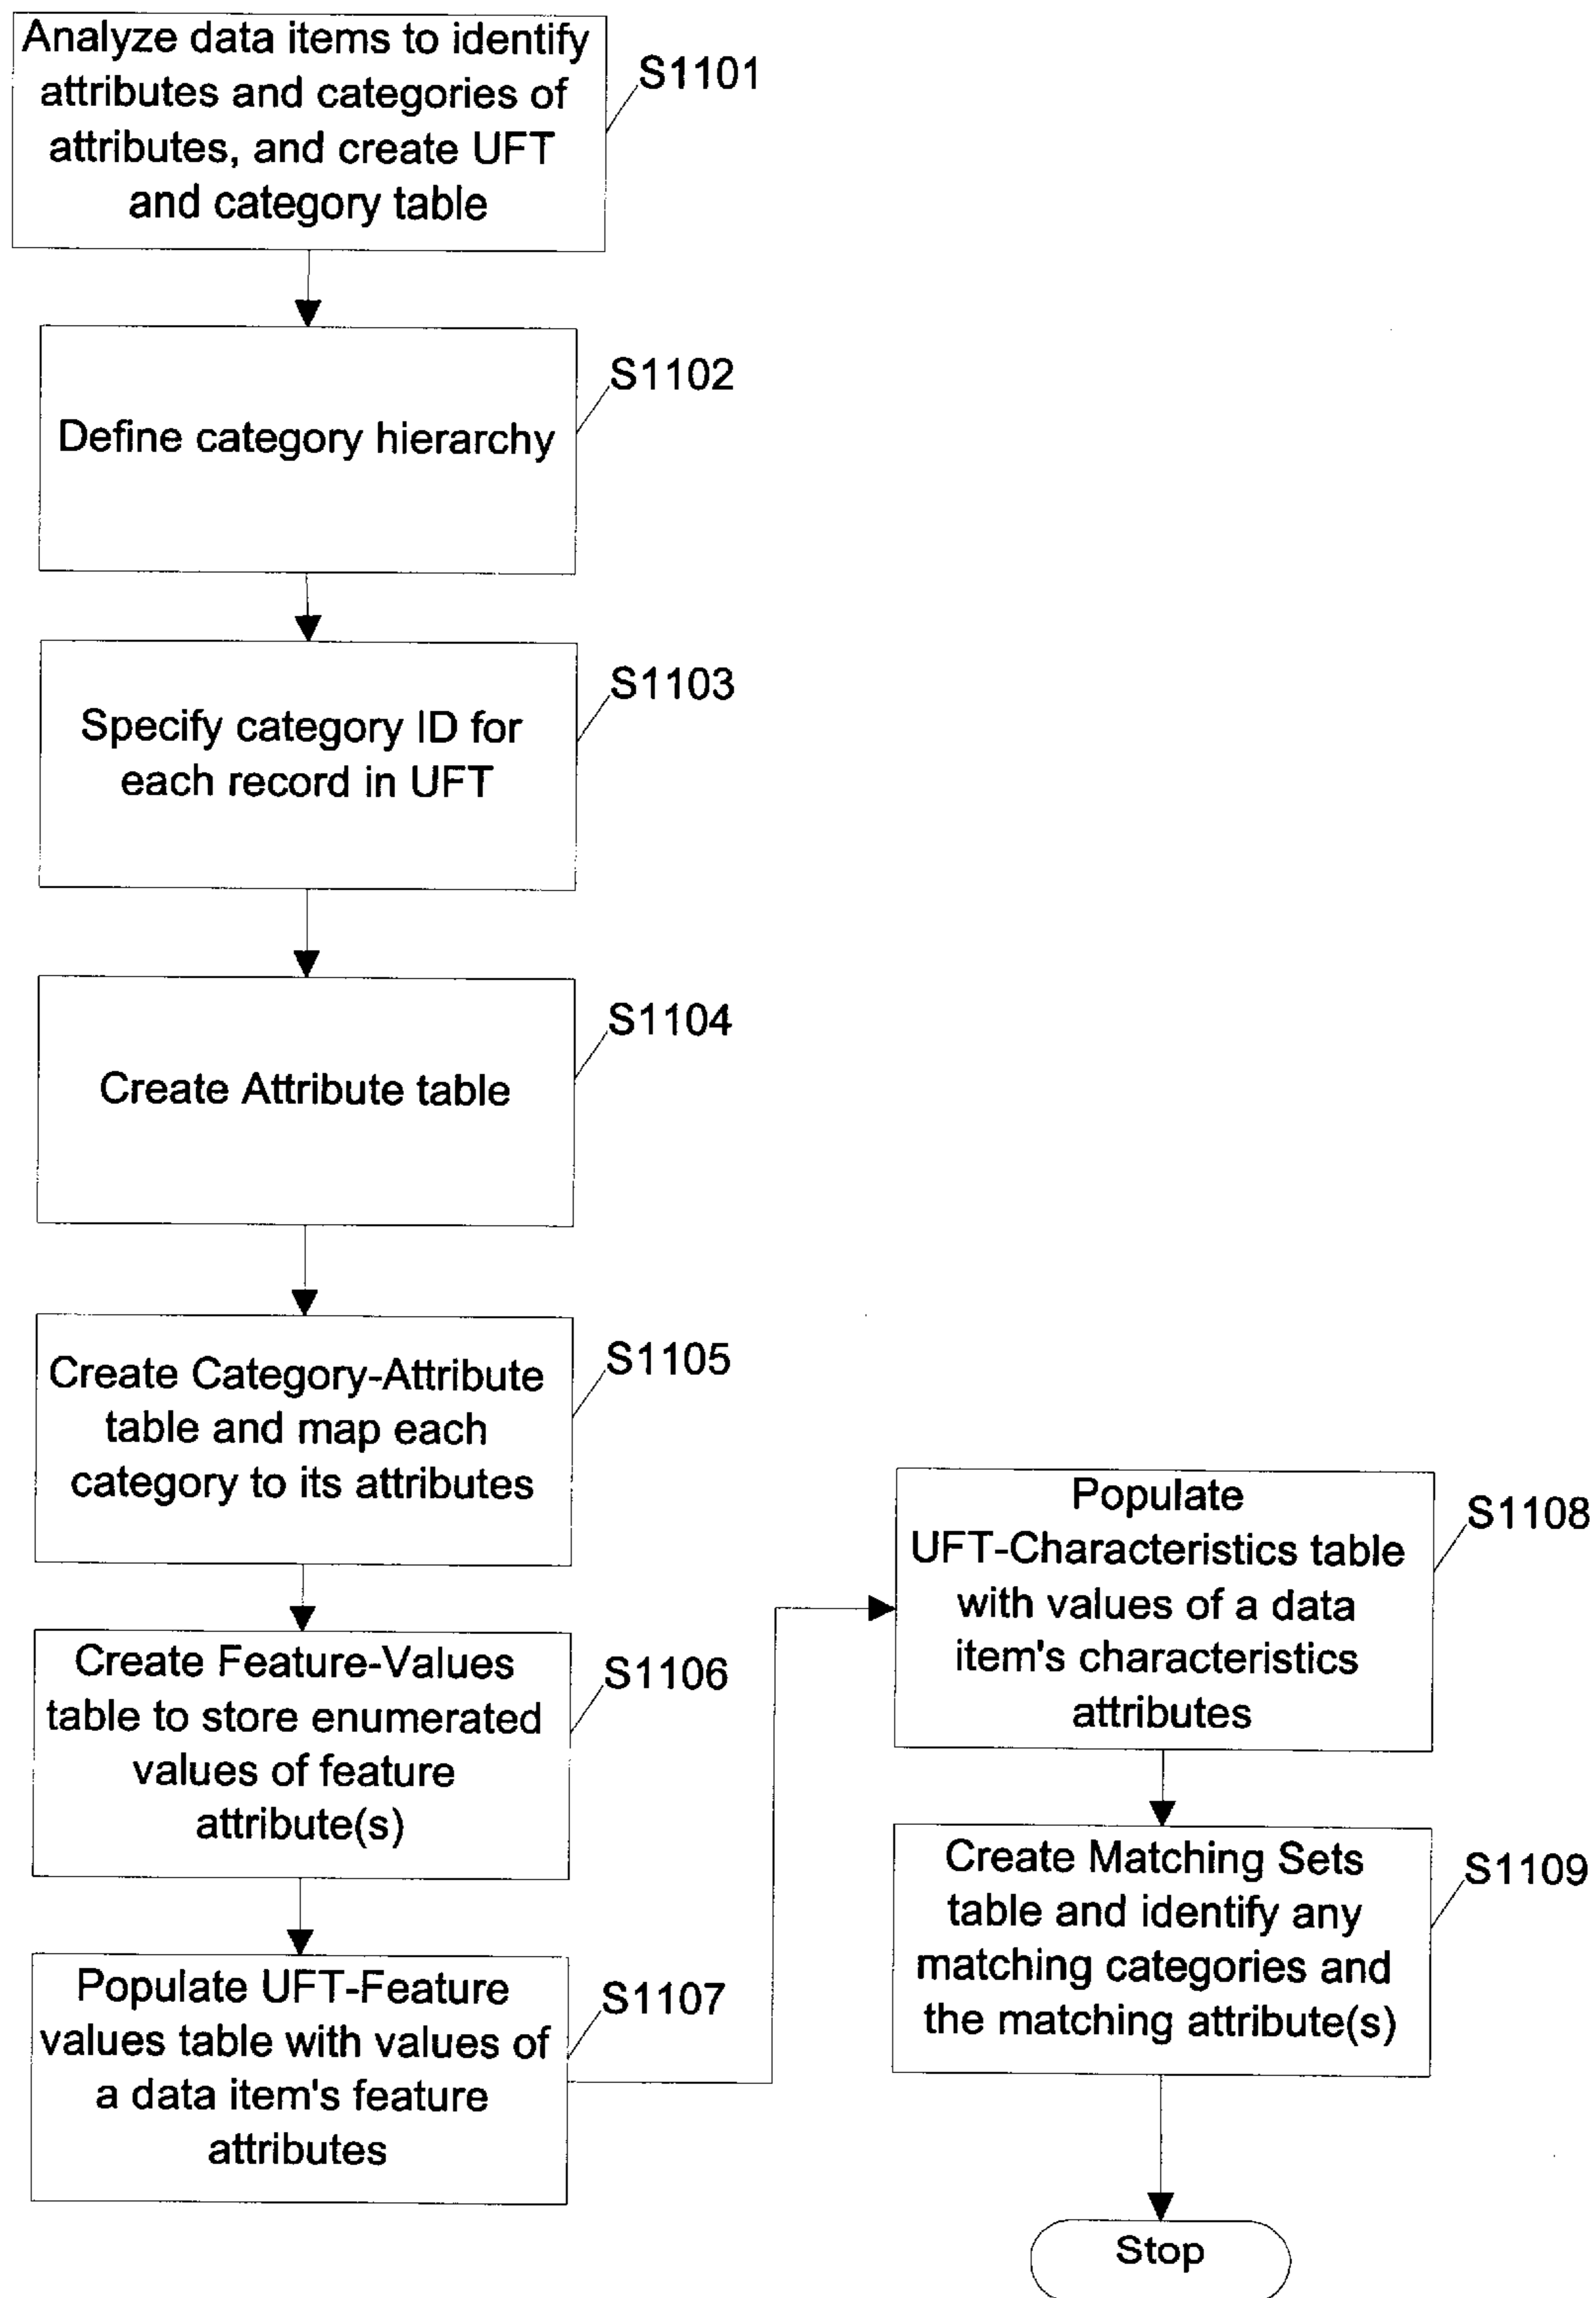 Analyze data items to identify
attributes and categories of
attributes, and create UFT
and category table
S1101
Define category hierarchy
S1102
Specify category ID for
each record in UFT
S1103
Create Attribute table
S1104
Create Category-Attribute
table and map each
category to its attributes
S1105
Create Feature-Values
table to store enumerated
values of feature
attribute(s)
S1106
Populate UFT-Feature
values table with values of
a data item's feature
attributes
S1107
Populate
UFT-Characteristics table
with values of a data
item's characteristics
attributes
S1108
Create Matching Sets
table and identify any
matching categories and
the matching attribute(s)
S1109
Stop